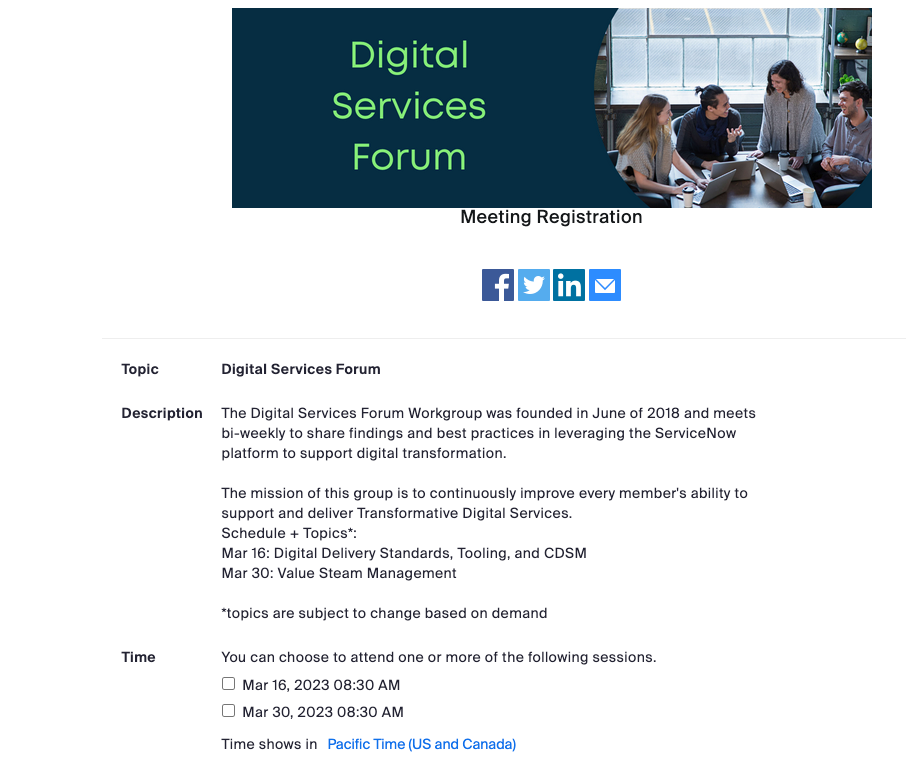 Digital
Services
Forum
Meeting Registration
Topic
Digital Services Forum
Description
The Digital Services Forum Workgroup was founded in June of 2018 and meets
bi-weekly to share findings and best practices in leveraging the ServiceNow
platform to support digital transformation.
The mission of this group is to continuously improve every member's ability to
support and deliver Transformative Digital Services.
Schedule + Topics*:
Mar 16: Digital Delivery Standards, Tooling, and CDSM
Mar 30: Value Steam Management
*topics are subject to change based on demand
Time
You can choose to attend one or more of the following sessions.
Mar 16, 2023 08:30 AM
Mar 30, 2023 08:30 AM
Time shows in Pacific Time (US and Canada)